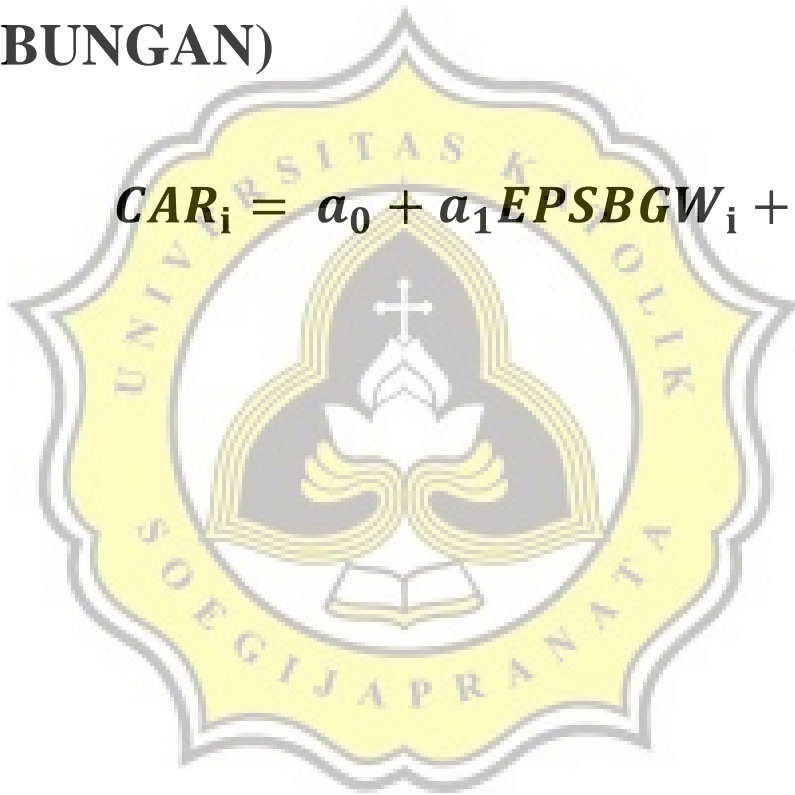 BUNGAN)
CARᵢ = a₀ + a₁EPSBGWᵢ +
UNIVERSITAS KATOLIK
SOEGIJAPRANATA